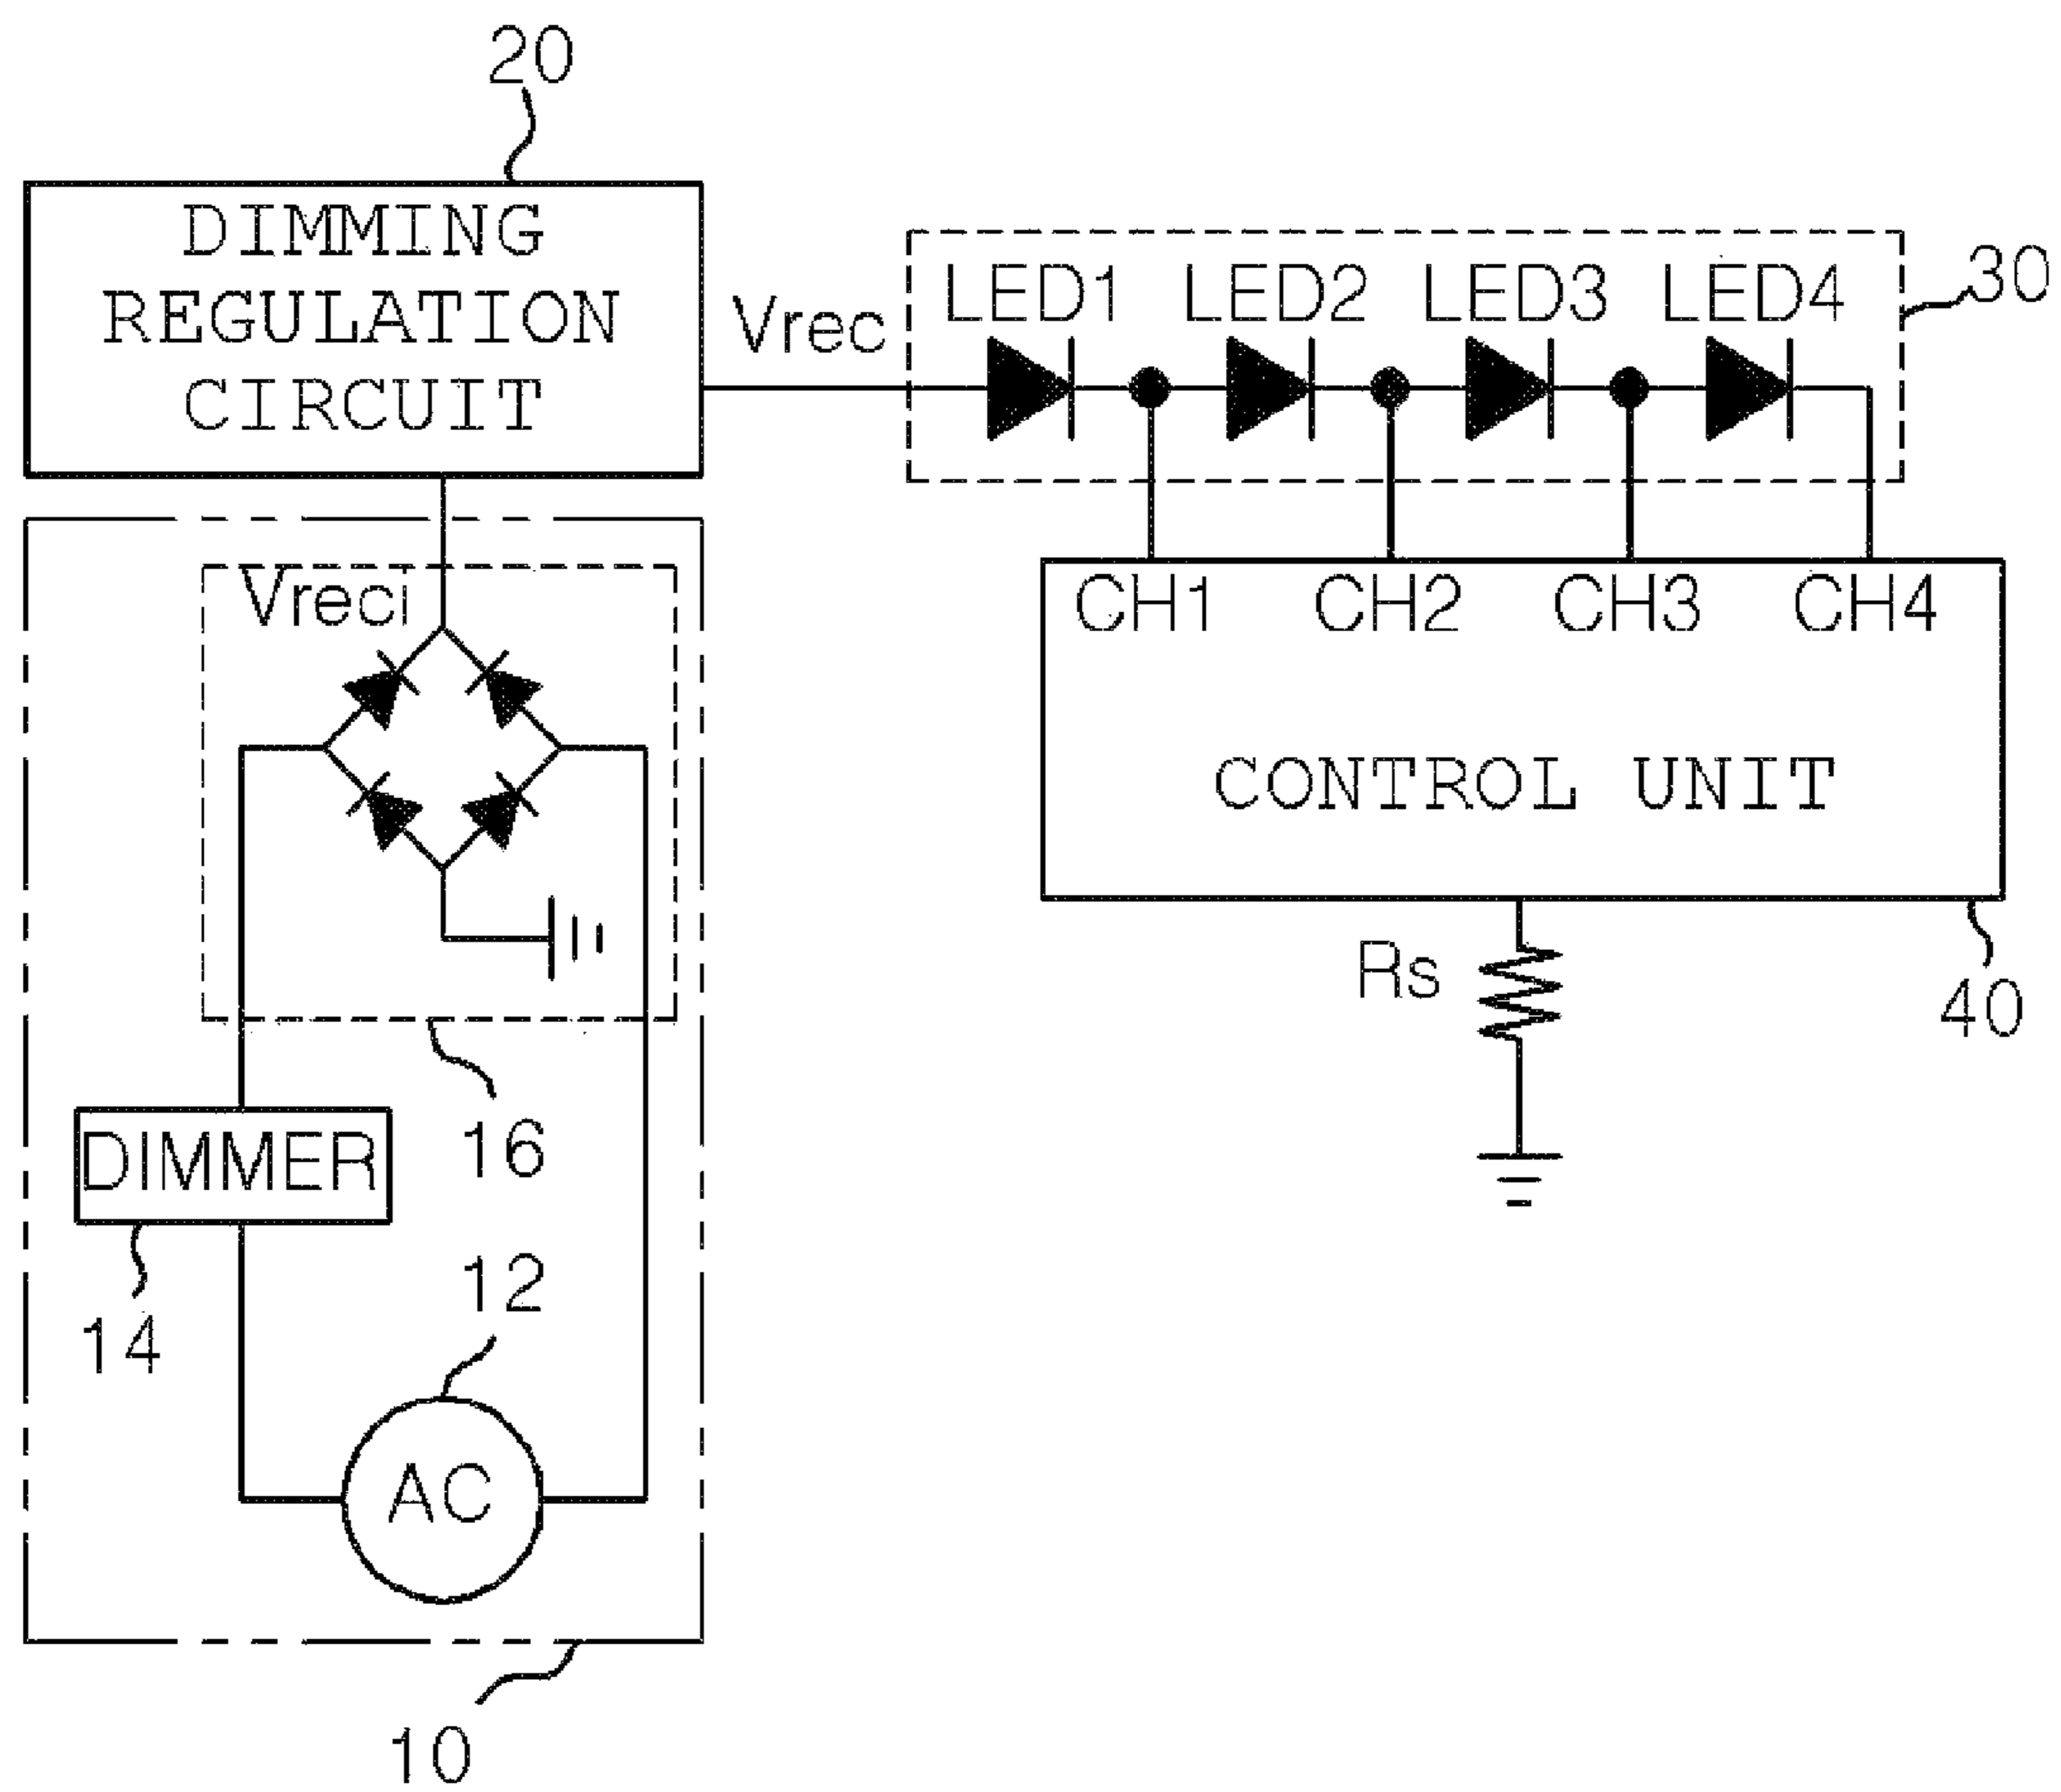 20
DIMMING
REGULATION
CIRCUIT
Vrec
LED1 LED2 LED3 LED4
30
Vreci
CH1 CH2 CH3 CH4
CONTROL UNIT
Rs
40
16
DIMMER
14
12
AC
10